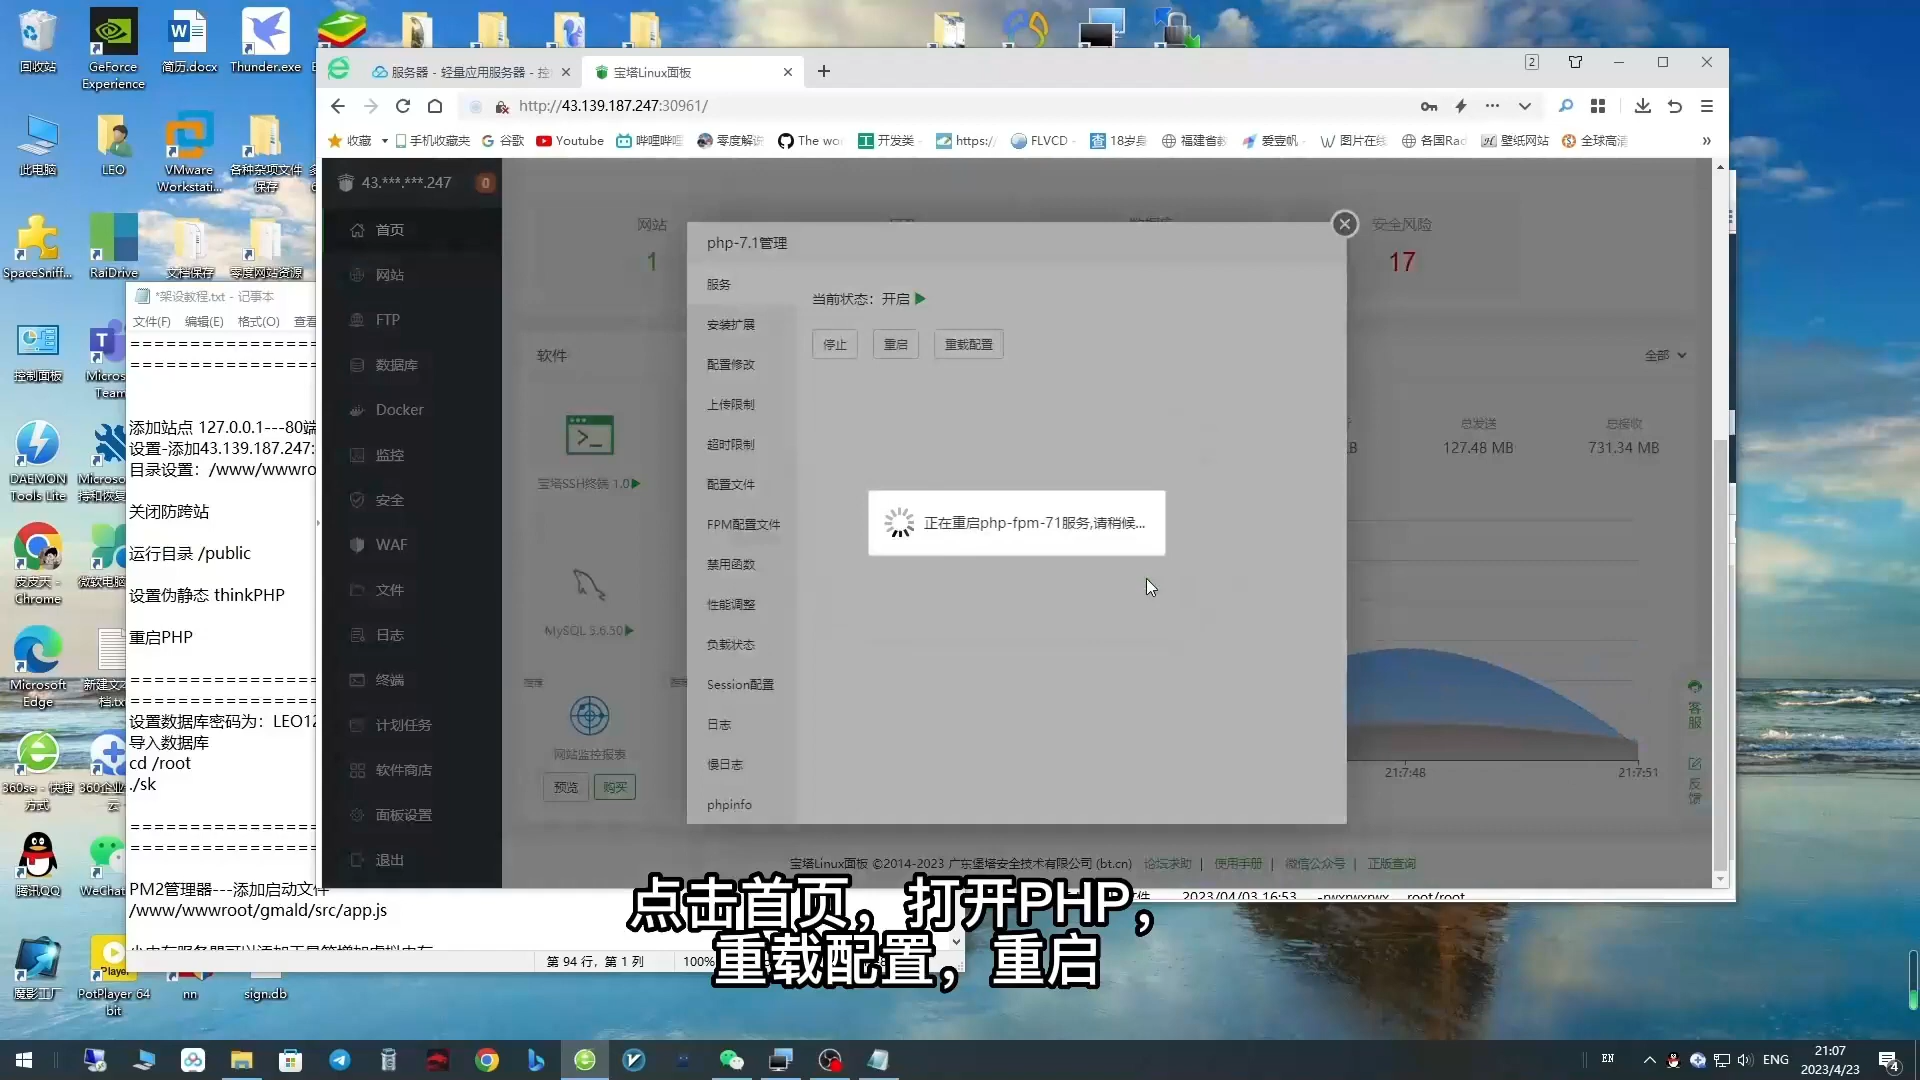 回收站
GeForce Experience
简历.docx
Thunder.exe
此电脑
LEO
VMware Workstati...
各种杂项文件保存
SpaceSniff...
RaiDrive
文档保存
零度网站资源
控制面板
DAEMON Tools Lite
Chrome
Microsoft Edge
360se - 快捷方式
腾讯QQ
WeChat
魔影工厂
PotPlayer 64 bit
nn
sign.db
*架设教程.txt - 记事本
文件(F) 编辑(E) 格式(O) 查看
添加站点 127.0.0.1---80端
设置-添加43.139.187.247:
目录设置：/www/wwwro
关闭防跨站
运行目录 /public
设置伪静态 thinkPHP
重启PHP
设置数据库密码为：LEO12
导入数据库
cd /root
./sk
PM2管理器---添加启动文件
/www/wwwroot/gmald/src/app.js
第 94 行，第 1 列
100%
服务器 - 轻量应用服务器 - 控
宝塔Linux面板
2
http://43.139.187.247:30961/
收藏 手机收藏夹 谷歌 Youtube 哔哩哔哩 零度解说 The wo 开发类 https:/ FLVCD 18岁 福建省 爱壹帆 图片在线 各国Rad 壁纸网站 全球高清
43.***.***.247 0
首页
网站
FTP
数据库
Docker
监控
安全
WAF
文件
日志
终端
计划任务
软件商店
面板设置
退出
网站
1
安全风险
17
软件
全部
宝塔SSH终端 1.0
MySQL 5.6.50
网站监控报表
预览 购买
总发送
127.48 MB
总接收
731.34 MB
21:7:48
21:7:51
客服
反馈
php-7.1管理
服务
安装扩展
配置修改
上传限制
超时限制
配置文件
FPM配置文件
禁用函数
性能调整
负载状态
Session配置
日志
慢日志
phpinfo
当前状态：开启
停止 重启 重载配置
正在重启php-fpm-71服务,请稍候...
宝塔Linux面板 ©2014-2023 广东堡塔安全技术有限公司 (bt.cn) 论坛求助 | 使用手册 | 微信公众号 | 正版查询
2023/04/03 16:53 -rwxrwxrwx root/root
点击首页，打开PHP，
重载配置，重启
EN
ENG
21:07
2023/4/23
4